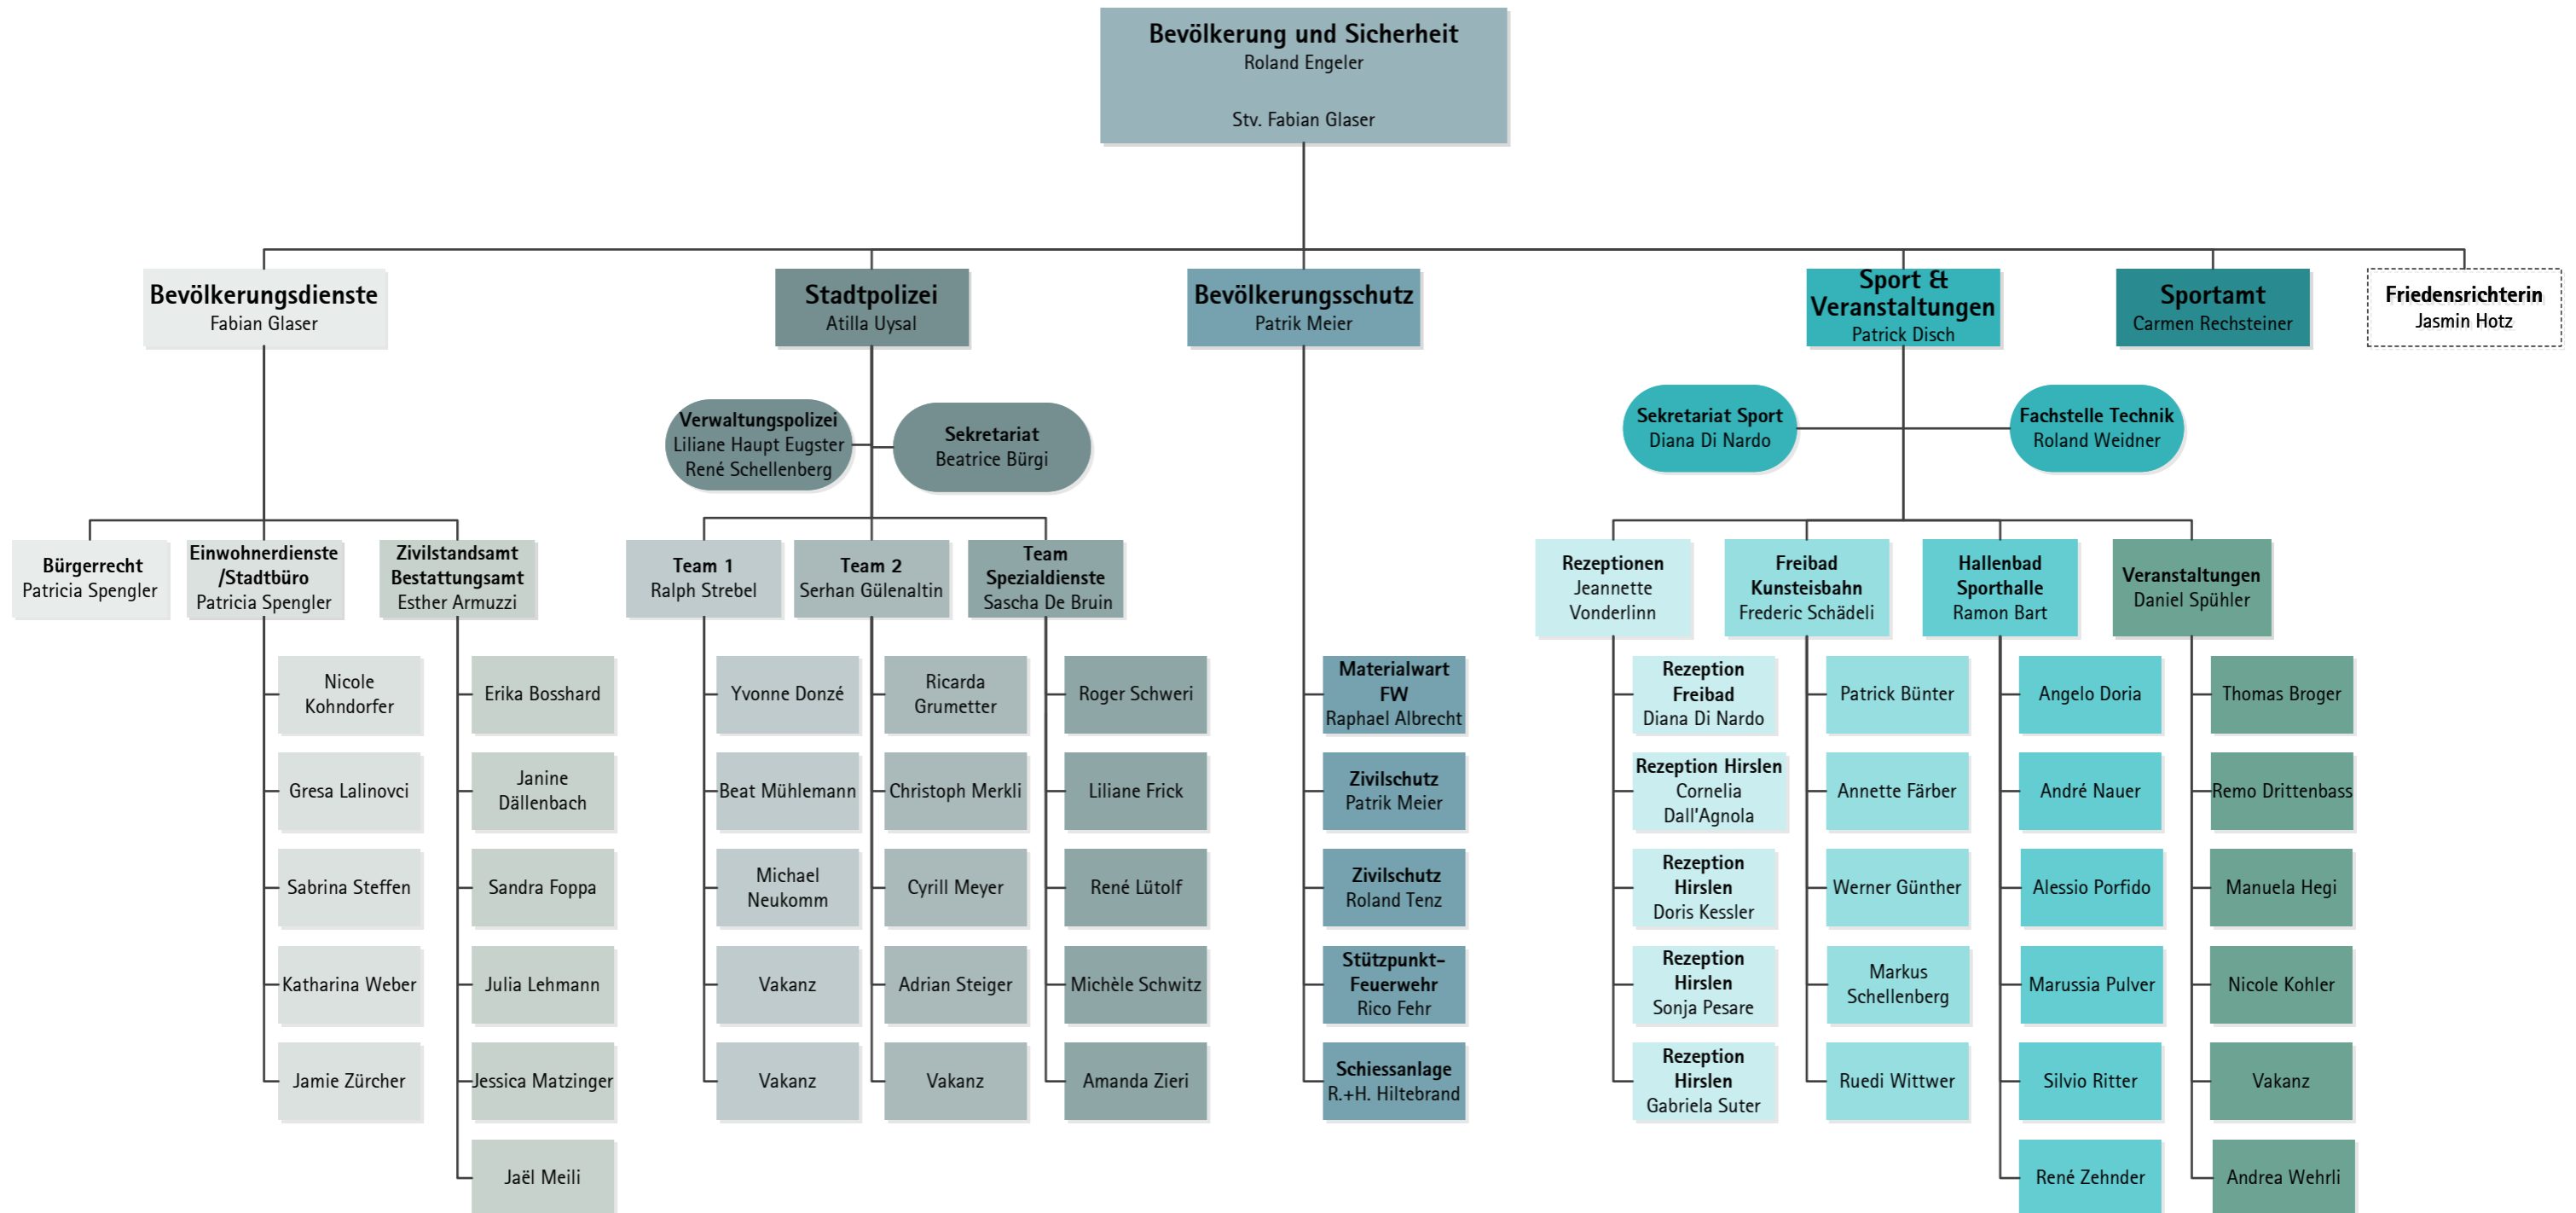 Bevölkerung und Sicherheit
Roland Engeler
Stv. Fabian Glaser
Bevölkerungsdienste
Fabian Glaser
Stadtpolizei
Atilla Uysal
Bevölkerungsschutz
Patrik Meier
Sport &
Veranstaltungen
Patrick Disch
Sportamt
Carmen Rechsteiner
Friedensrichterin
Jasmin Hotz
Verwaltungspolizei
Liliane Haupt Eugster
René Schellenberg
Sekretariat
Beatrice Bürgi
Sekretariat Sport
Diana Di Nardo
Fachstelle Technik
Roland Weidner
Bürgerrecht
Patricia Spengler
Einwohnerdienste
/Stadtbüro
Patricia Spengler
Zivilstandsamt
Bestattungsamt
Esther Armuzzi
Team 1
Ralph Strebel
Team 2
Serhan Gülenaltin
Team
Spezialdienste
Sascha De Bruin
Rezeptionen
Jeannette
Vonderlinn
Freibad
Kunsteisbahn
Frederic Schädeli
Hallenbad
Sporthalle
Ramon Bart
Veranstaltungen
Daniel Spühler
Nicole
Kohndorfer
Gresa Lalinovci
Sabrina Steffen
Katharina Weber
Jamie Zürcher
Erika Bosshard
Janine
Dällenbach
Sandra Foppa
Julia Lehmann
Jessica Matzinger
Jaël Meili
Yvonne Donzé
Beat Mühlemann
Michael
Neukomm
Vakanz
Vakanz
Ricarda
Grumetter
Christoph Merkli
Cyrill Meyer
Adrian Steiger
Vakanz
Roger Schweri
Liliane Frick
René Lütolf
Michèle Schwitz
Amanda Zieri
Materialwart
FW
Raphael Albrecht
Zivilschutz
Patrik Meier
Zivilschutz
Roland Tenz
Stützpunkt-
Feuerwehr
Rico Fehr
Schiessanlage
R.+H. Hiltebrand
Rezeption
Freibad
Diana Di Nardo
Rezeption Hirslen
Cornelia
Dall'Agnola
Rezeption
Hirslen
Doris Kessler
Rezeption
Hirslen
Sonja Pesare
Rezeption
Hirslen
Gabriela Suter
Patrick Bünter
Annette Färber
Werner Günther
Markus
Schellenberg
Ruedi Wittwer
Angelo Doria
André Nauer
Alessio Porfido
Marussia Pulver
Silvio Ritter
René Zehnder
Thomas Broger
Remo Drittenbass
Manuela Hegi
Nicole Kohler
Vakanz
Andrea Wehrli